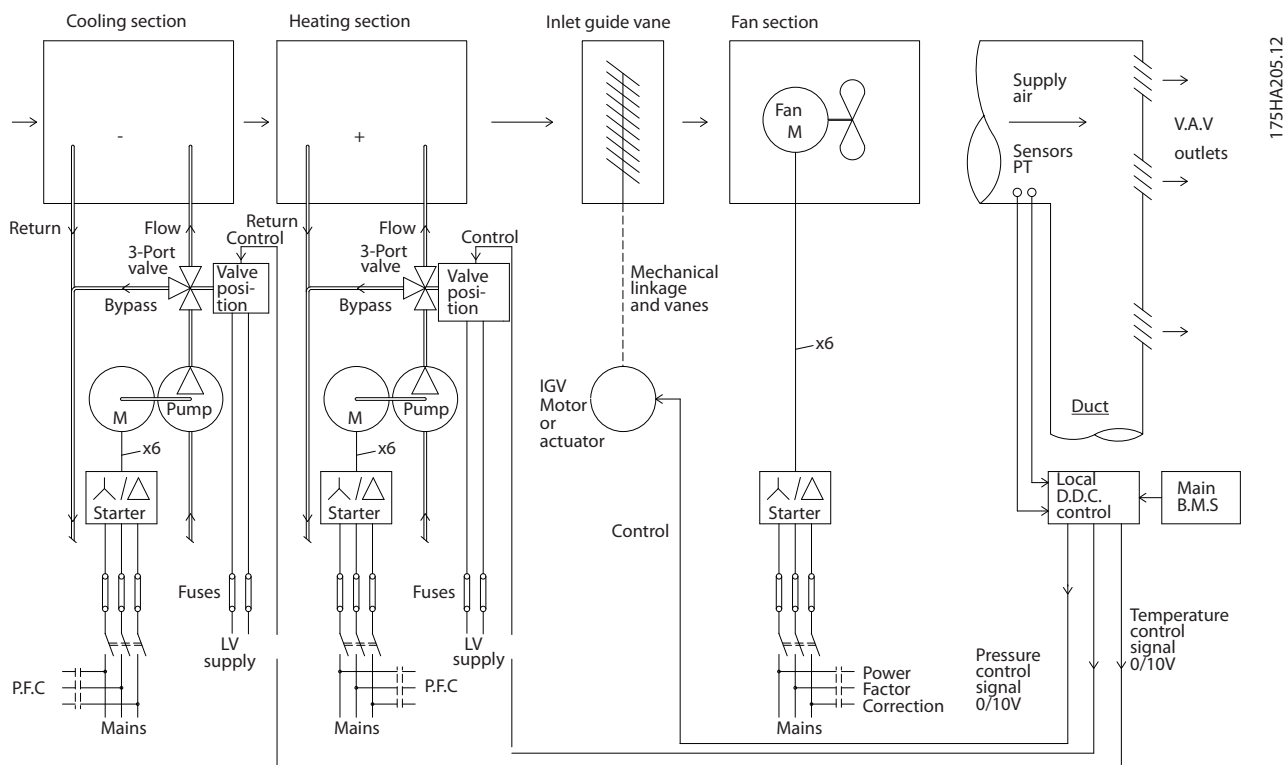 Cooling section
Heating section
Inlet guide vane
Fan section
175HA205.12
-
+
Fan
M
Supply
air
Sensors
PT
V.A.V
outlets
Return
Flow
3-Port
valve
Bypass
Control
Valve
posi-
tion
Return
Flow
3-Port
valve
Bypass
Control
Valve
posi-
tion
Mechanical
linkage
and vanes
x6
M
Pump
M
Pump
IGV
Motor
or
actuator
Duct
x6
x6
Starter
Starter
Starter
Local
D.D.C.
control
Main
B.M.S
Control
Fuses
Fuses
LV
supply
LV
supply
Temperature
control
signal
0/10V
Pressure
control
signal
0/10V
P.F.C
P.F.C
Power
Factor
Correction
Mains
Mains
Mains